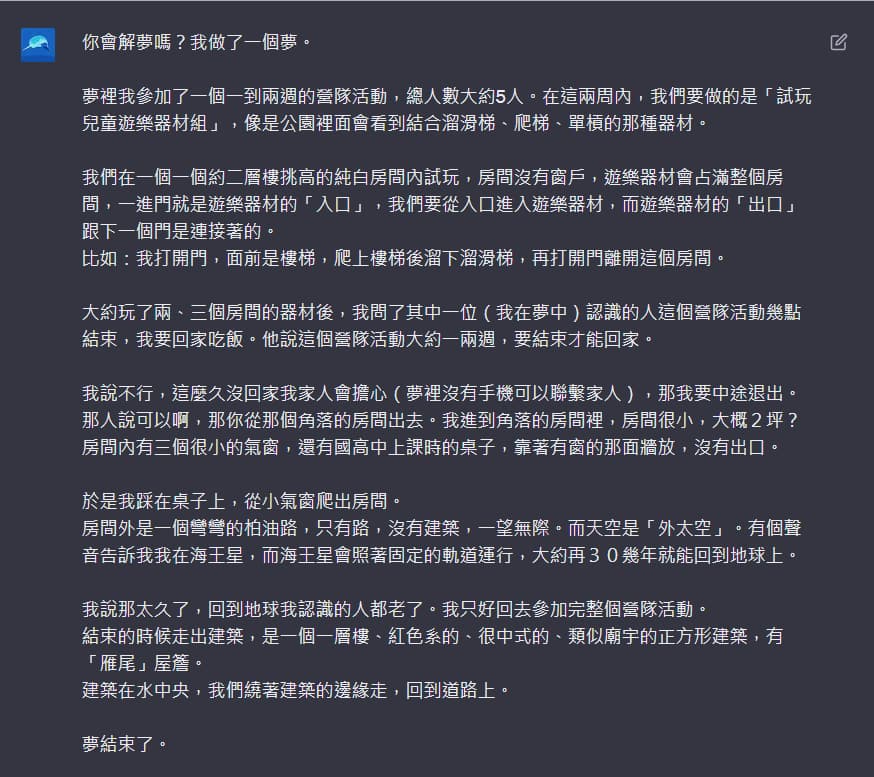 你會解夢嗎？我做了一個夢。
夢裡我參加了一個一到兩週的營隊活動，總人數大約5人。在這兩周內，我們要做的是「試玩
兒童遊樂器材組」，像是公園裡面會看到結合溜滑梯、爬梯、單槓的那種器材。
我們在一個一個約二層樓挑高的純白房間內試玩，房間沒有窗戶，遊樂器材會占滿整個房
間，一進門就是遊樂器材的「入口」，我們要從入口進入遊樂器材，而遊樂器材的「出口」
跟下一個門是連接著的。
比如：我打開門，面前是樓梯，爬上樓梯後溜下溜滑梯，再打開門離開這個房間。
大約玩了兩、三個房間的器材後，我問了其中一位（我在夢中）認識的人這個營隊活動幾點
結束，我要回家吃飯。他說這個營隊活動大約一兩週，要結束才能回家。
我說不行，這麼久沒回家我家人會擔心（夢裡沒有手機可以聯繫家人），那我要中途退出。
那人說可以啊，那你從那個角落的房間出去。我進到角落的房間裡，房間很小，大概２坪？
房間內有三個很小的氣窗，還有國高中上課時的桌子，靠著有窗的那面牆放，沒有出口。
於是我踩在桌子上，從小氣窗爬出房間。
房間外是一個彎彎的柏油路，只有路，沒有建築，一望無際。而天空是「外太空」。有個聲
音告訴我我在海王星，而海王星會照著固定的軌道運行，大約再３０幾年就能回到地球上。
我說那太久了，回到地球我認識的人都老了。我只好回去參加完整個營隊活動。
結束的時候走出建築，是一個一層樓、紅色系的、很中式的、類似廟宇的正方形建築，有
「雁尾」屋簷。
建築在水中央，我們繞著建築的邊緣走，回到道路上。
夢結束了。